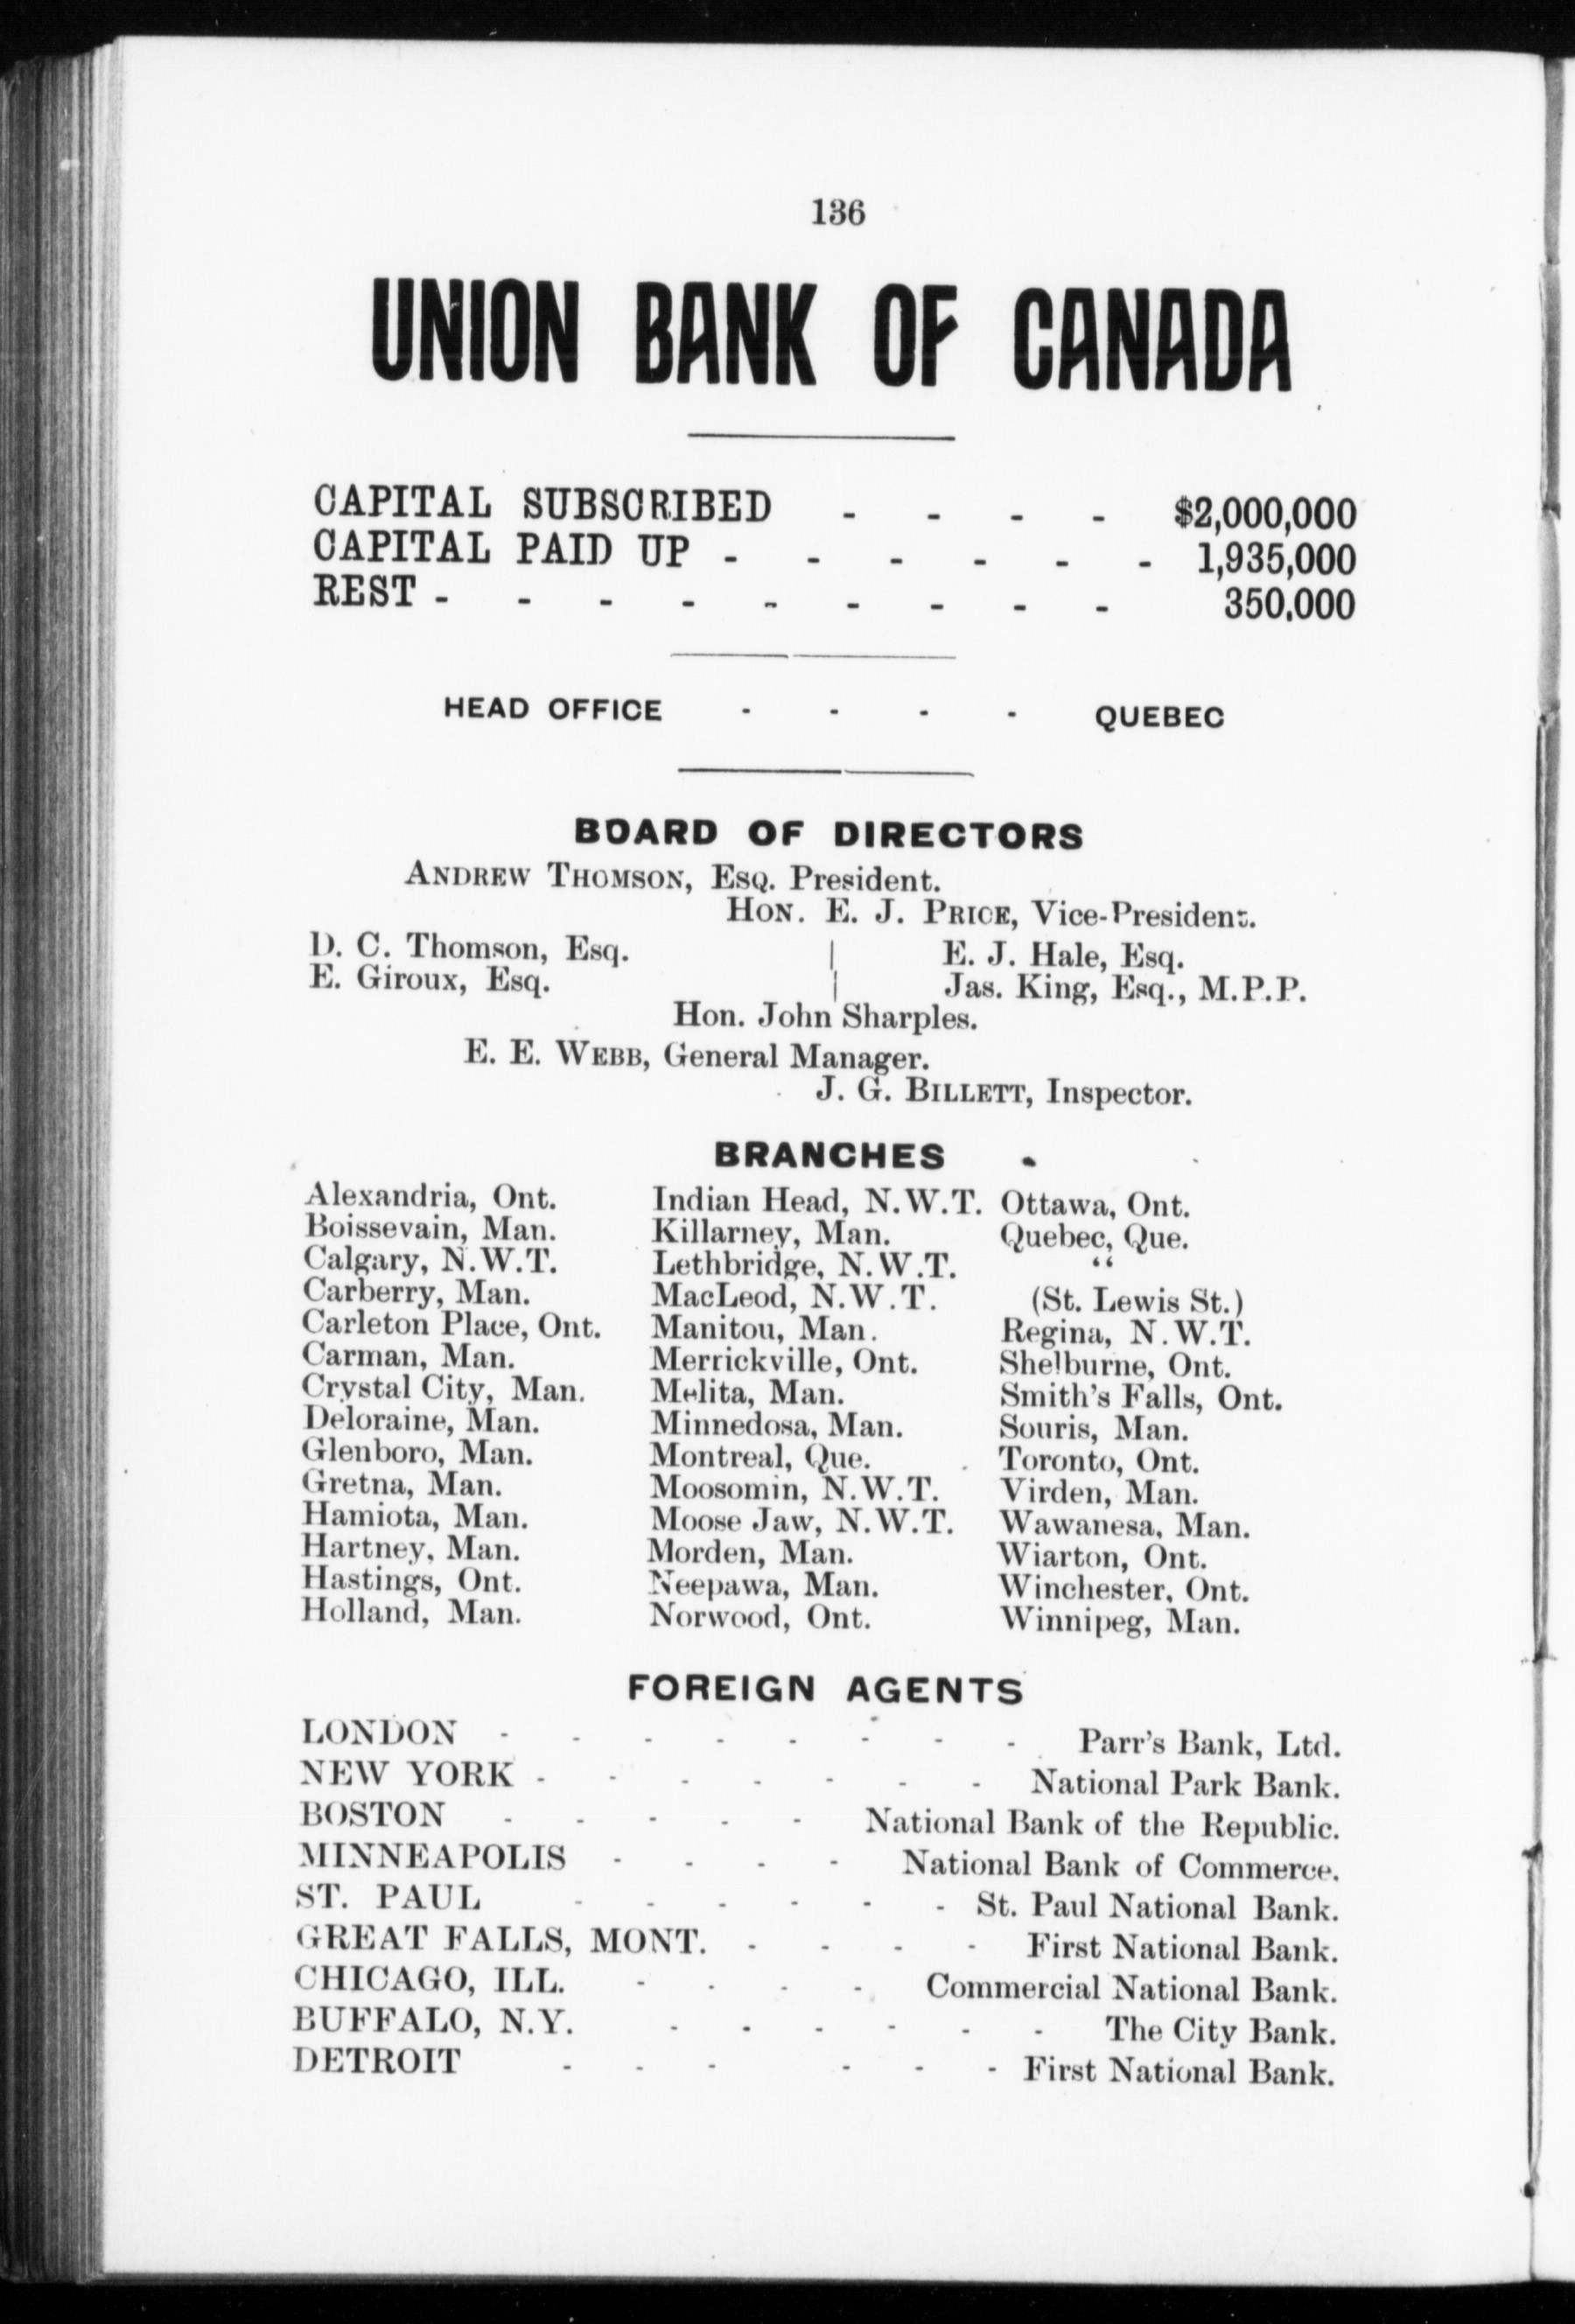 136
UNION BANK OF CANADA
CAPITAL SUBSCRIBED - - - - $2,000,000
CAPITAL PAID UP - - - - - - 1,935,000
REST - - - - - - - - - 350,000
HEAD OFFICE - - - - QUEBEC
BOARD OF DIRECTORS
ANDREW THOMSON, ESQ. President.
HON. E. J. PRICE, Vice-President.
D. C. Thomson, Esq. | E. J. Hale, Esq.
E. Giroux, Esq. | Jas. King, Esq., M.P.P.
Hon. John Sharples.
E. E. WEBB, General Manager.
J. G. BILLETT, Inspector.
BRANCHES
Alexandria, Ont.
Boissevain, Man.
Calgary, N.W.T.
Carberry, Man.
Carleton Place, Ont.
Carman, Man.
Crystal City, Man.
Deloraine, Man.
Glenboro, Man.
Gretna, Man.
Hamiota, Man.
Hartney, Man.
Hastings, Ont.
Holland, Man.
Indian Head, N.W.T.
Killarney, Man.
Lethbridge, N.W.T.
MacLeod, N.W.T.
Manitou, Man.
Merrickville, Ont.
Melita, Man.
Minnedosa, Man.
Montreal, Que.
Moosomin, N.W.T.
Moose Jaw, N.W.T.
Morden, Man.
Neepawa, Man.
Norwood, Ont.
Ottawa, Ont.
Quebec, Que.
“
(St. Lewis St.)
Regina, N.W.T.
Shelburne, Ont.
Smith's Falls, Ont.
Souris, Man.
Toronto, Ont.
Virden, Man.
Wawanesa, Man.
Wiarton, Ont.
Winchester, Ont.
Winnipeg, Man.
FOREIGN AGENTS
LONDON - - - - - - - - Parr's Bank, Ltd.
NEW YORK - - - - - - - National Park Bank.
BOSTON - - - - - National Bank of the Republic.
MINNEAPOLIS - - - - National Bank of Commerce.
ST. PAUL - - - - - - St. Paul National Bank.
GREAT FALLS, MONT. - - - - First National Bank.
CHICAGO, ILL. - - - - Commercial National Bank.
BUFFALO, N.Y. - - - - - - The City Bank.
DETROIT - - - - - - First National Bank.